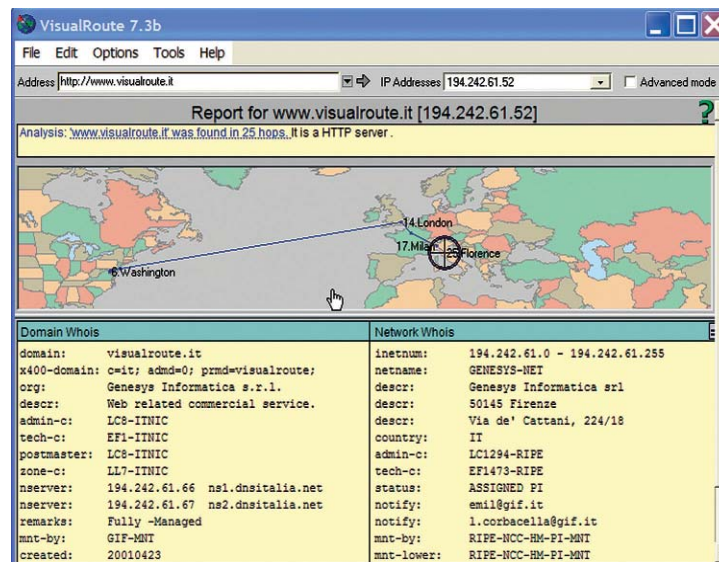 VisualRoute 7.3b
File Edit Options Tools Help
Address http://www.visualroute.it IP Addresses 194.242.61.52 Advanced mode
Report for www.visualroute.it [194.242.61.52] ?
Analysis: 'www.visualroute.it' was found in 25 hops. It is a HTTP server .
14.London
17.Milan
25.Florence
6.Washington
Domain Whois
domain: visualroute.it
x400-domain: c=it; admd=0; prmd=visualroute;
org: Genesys Informatica s.r.l.
descr: Web related commercial service.
admin-c: LC8-ITNIC
tech-c: EF1-ITNIC
postmaster: LC8-ITNIC
zone-c: LL7-ITNIC
nserver: 194.242.61.66 ns1.dnsitalia.net
nserver: 194.242.61.67 ns2.dnsitalia.net
remarks: Fully -Managed
mnt-by: GIF-MNT
created: 20010423
Network Whois
inetnum: 194.242.61.0 - 194.242.61.255
netname: GENESYS-NET
descr: Genesys Informatica srl
descr: 50145 Firenze
descr: Via de' Cattani, 224/18
country: IT
admin-c: LC1294-RIPE
tech-c: EF1473-RIPE
status: ASSIGNED PI
notify: emil@gif.it
notify: l.corbacella@gif.it
mnt-by: RIPE-NCC-HM-PI-MNT
mnt-lower: RIPE-NCC-HM-PI-MNT